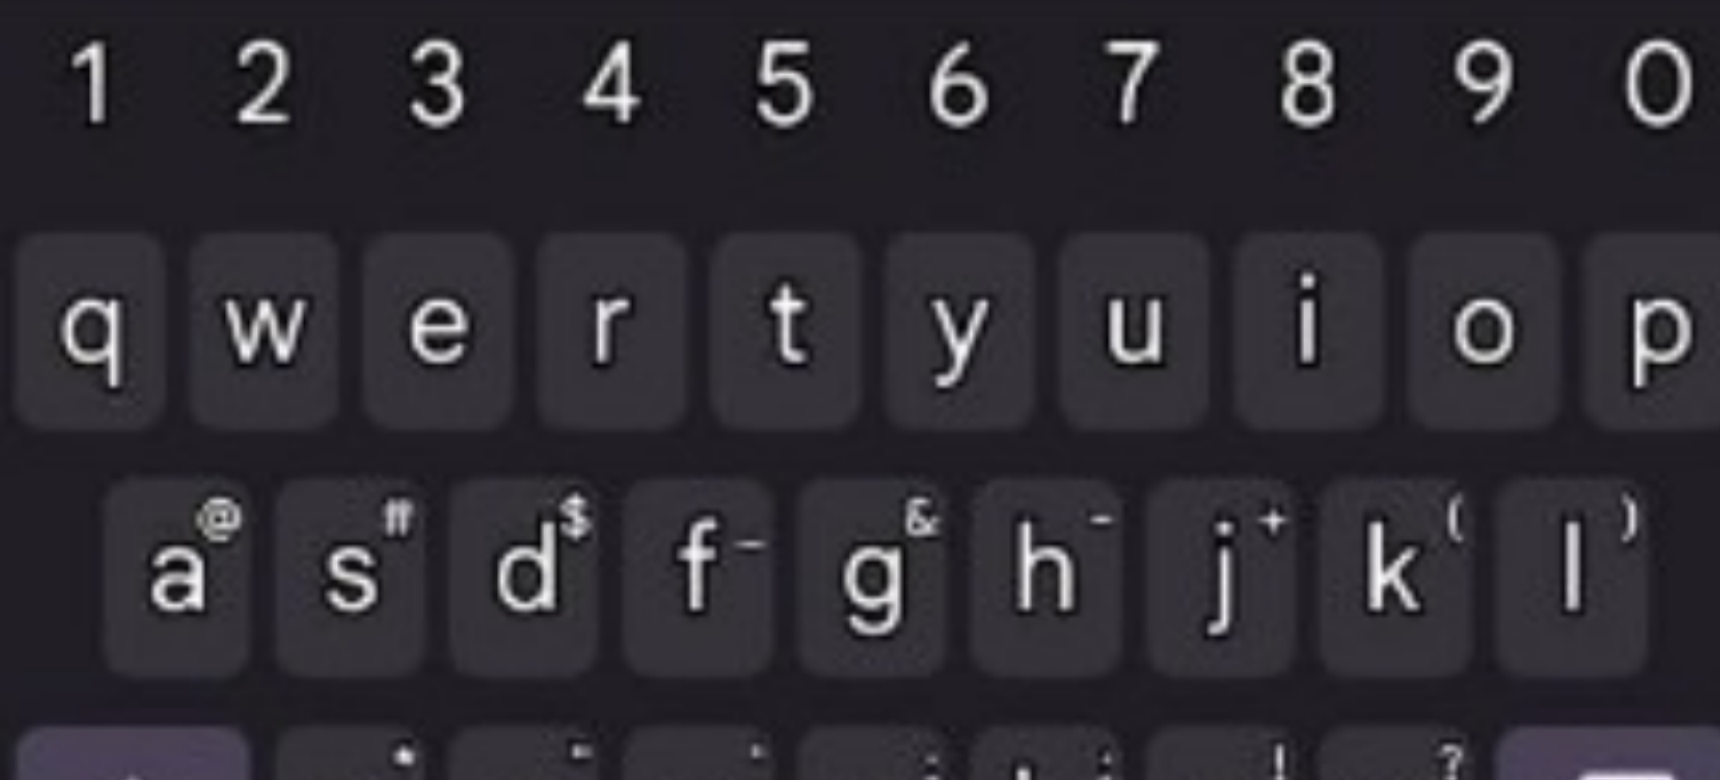 1 2 3 4 5 6 7 8 9 0
q w e r t y u i o p
a @ s # d $ f _ g & h - j + k ( l )
* " ' : ; ! ?